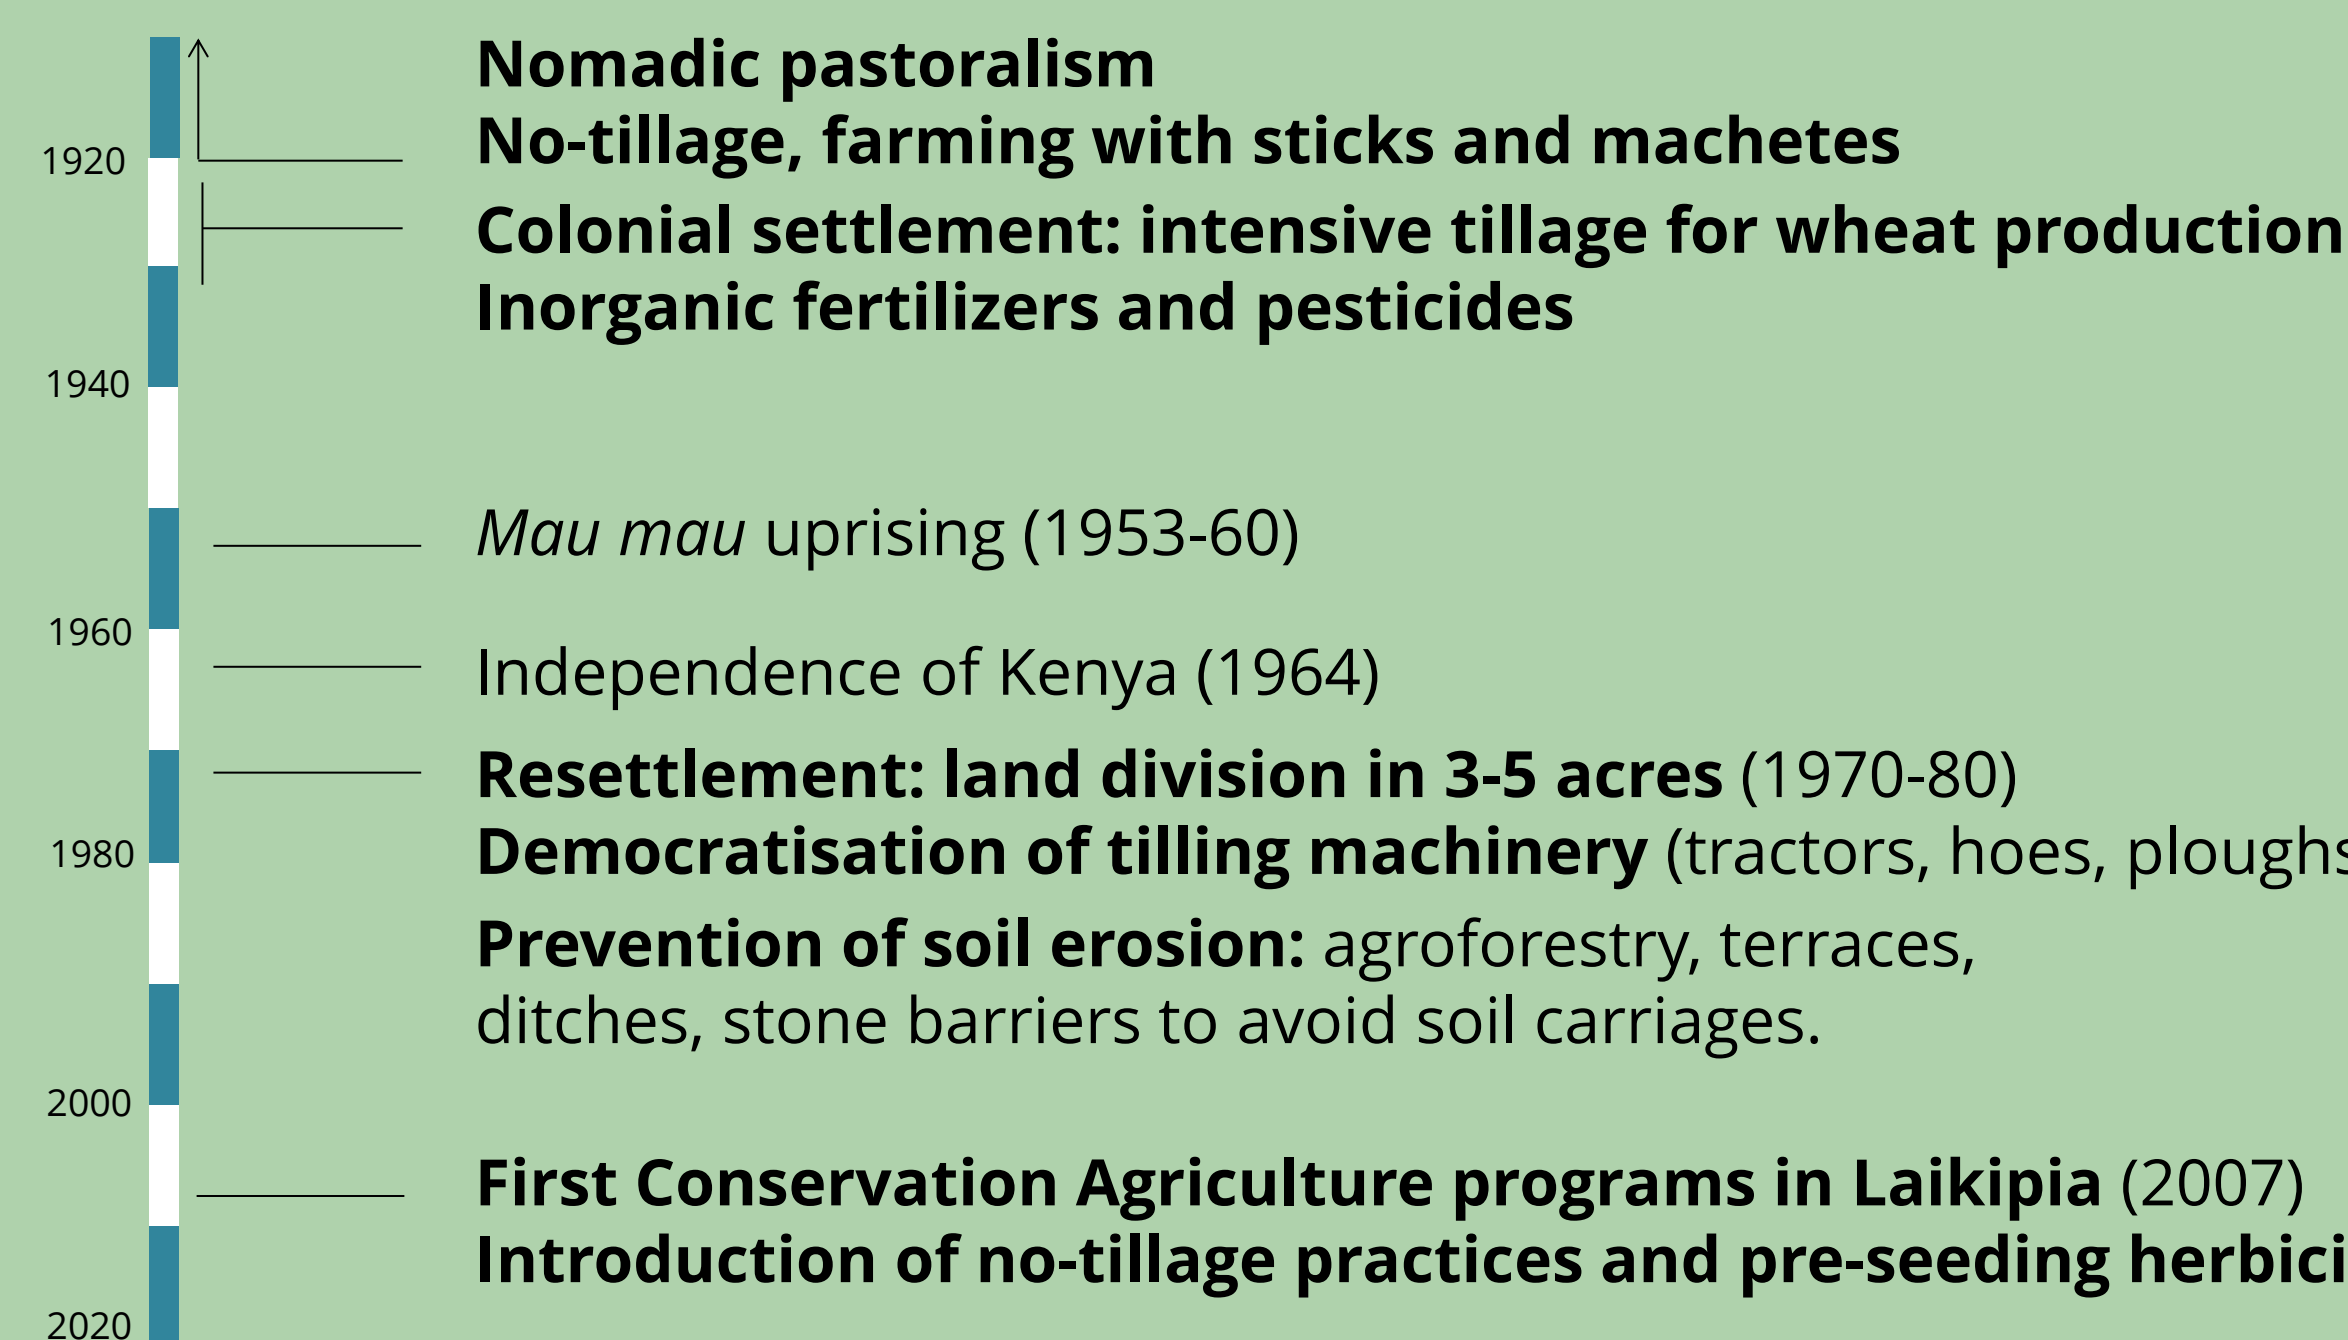 Nomadic pastoralism
No-tillage, farming with sticks and machetes
1920
Colonial settlement: intensive tillage for wheat production
Inorganic fertilizers and pesticides
1940
Mau mau uprising (1953-60)
1960
Independence of Kenya (1964)
Resettlement: land division in 3-5 acres (1970-80)
Democratisation of tilling machinery (tractors, hoes, ploughs
1980
Prevention of soil erosion: agroforestry, terraces,
ditches, stone barriers to avoid soil carriages.
2000
First Conservation Agriculture programs in Laikipia (2007)
Introduction of no-tillage practices and pre-seeding
2020